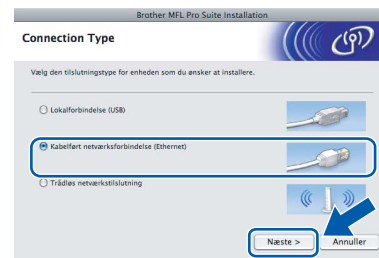 Brother MFL Pro Suite Installation
Connection Type
Vælg den tilslutningstype for enheden som du ønsker at installere.
Lokalforbindelse (USB)
Kabelført netværksforbindelse (Ethernet)
Trådløs netværkstilslutning
Næste >
Annuller